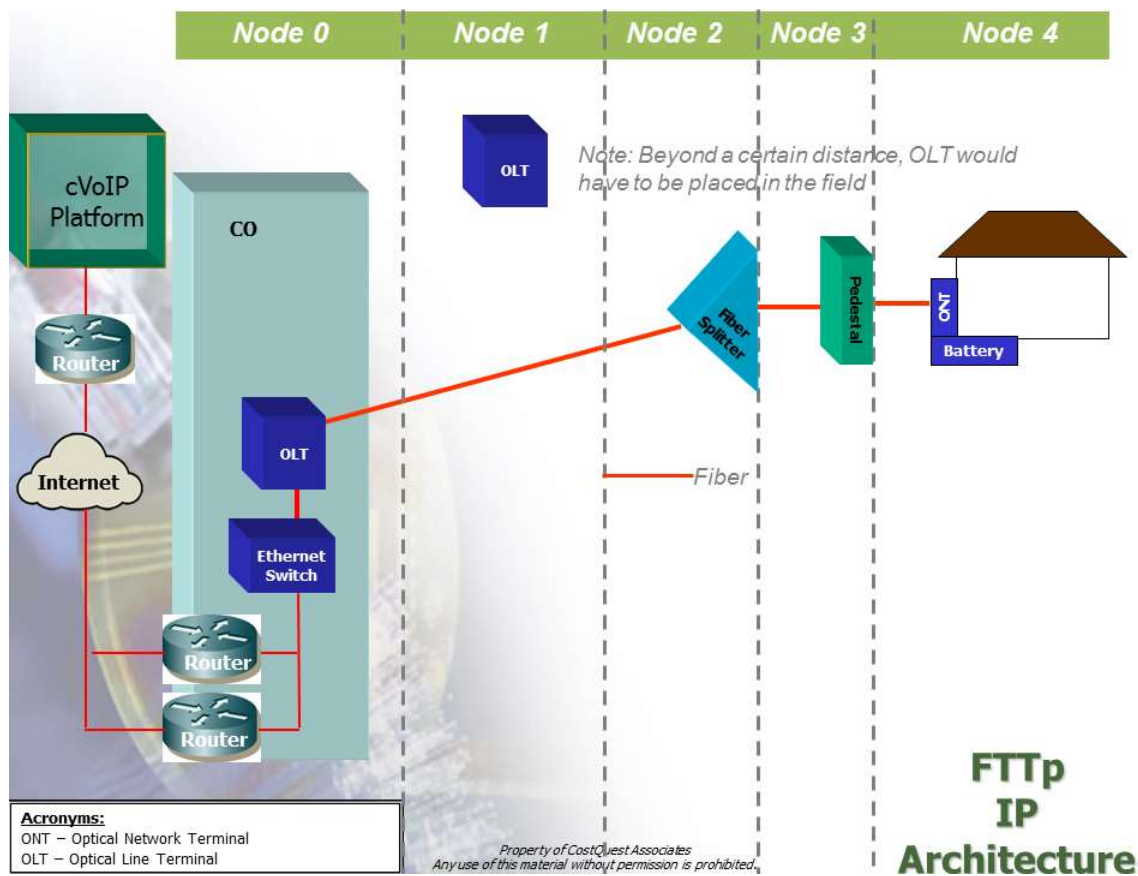 Node 0
Node 1
Node 2
Node 3
Node 4
cVoIP
Platform
CO
OLT
Note: Beyond a certain distance, OLT would
have to be placed in the field
Router
Internet
OLT
Ethernet
Switch
Router
Router
Fiber
Splitter
Pedestal
ONT
Battery
Fiber
Acronyms:
ONT – Optical Network Terminal
OLT – Optical Line Terminal
Property of CostQuest Associates
Any use of this material without permission is prohibited.
FTTp
IP
Architecture